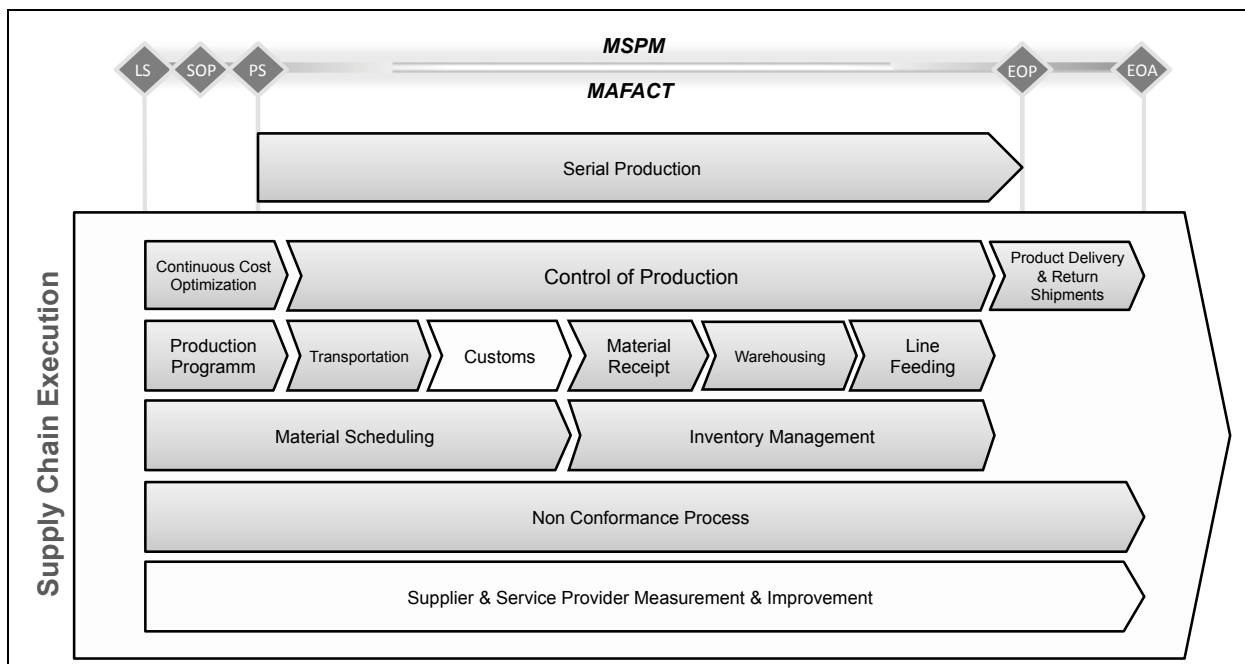 MSPM
LS SOP PS EOP EOA
MAFACT
Serial Production
Supply Chain Execution
Continuous Cost
Optimization
Control of Production
Product Delivery
& Return
Shipments
Production
Programm
Transportation
Customs
Material
Receipt
Warehousing
Line
Feeding
Material Scheduling
Inventory Management
Non Conformance Process
Supplier & Service Provider Measurement & Improvement